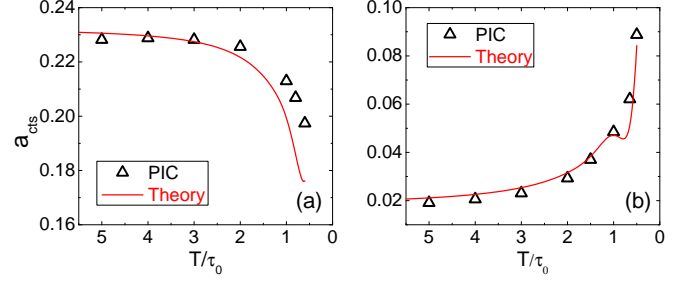 0.24
0.22
0.20
0.18
0.16
a_cts
5 4 3 2 1 0
T/τ_0
PIC
Theory
(a)
0.10
0.08
0.06
0.04
0.02
5 4 3 2 1 0
T/τ_0
PIC
Theory
(b)